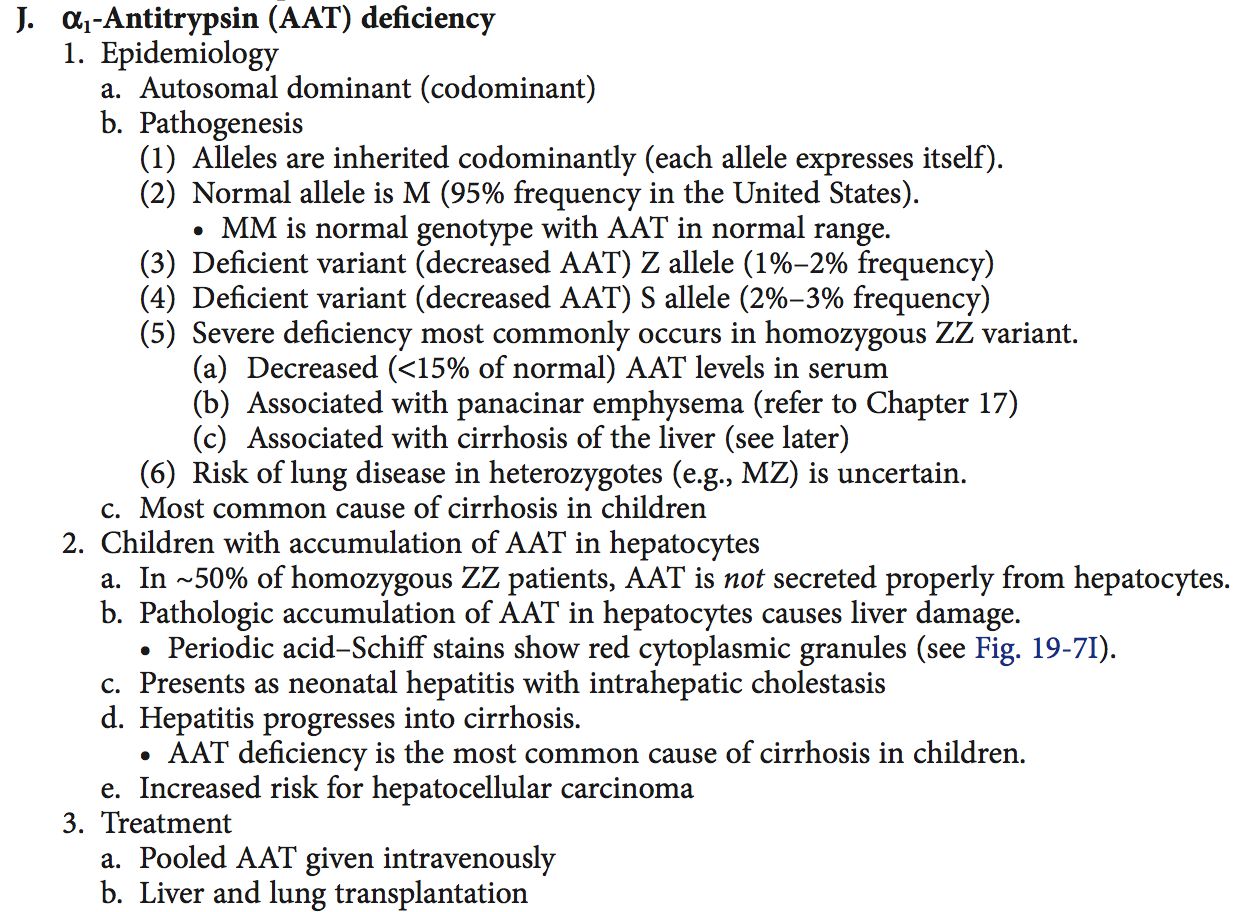 J. α₁-Antitrypsin (AAT) deficiency
1. Epidemiology
a. Autosomal dominant (codominant)
b. Pathogenesis
(1) Alleles are inherited codominantly (each allele expresses itself).
(2) Normal allele is M (95% frequency in the United States).
• MM is normal genotype with AAT in normal range.
(3) Deficient variant (decreased AAT) Z allele (1%–2% frequency)
(4) Deficient variant (decreased AAT) S allele (2%–3% frequency)
(5) Severe deficiency most commonly occurs in homozygous ZZ variant.
(a) Decreased (<15% of normal) AAT levels in serum
(b) Associated with panacinar emphysema (refer to Chapter 17)
(c) Associated with cirrhosis of the liver (see later)
(6) Risk of lung disease in heterozygotes (e.g., MZ) is uncertain.
c. Most common cause of cirrhosis in children
2. Children with accumulation of AAT in hepatocytes
a. In ~50% of homozygous ZZ patients, AAT is not secreted properly from hepatocytes.
b. Pathologic accumulation of AAT in hepatocytes causes liver damage.
• Periodic acid–Schiff stains show red cytoplasmic granules (see Fig. 19-7I).
c. Presents as neonatal hepatitis with intrahepatic cholestasis
d. Hepatitis progresses into cirrhosis.
• AAT deficiency is the most common cause of cirrhosis in children.
e. Increased risk for hepatocellular carcinoma
3. Treatment
a. Pooled AAT given intravenously
b. Liver and lung transplantation